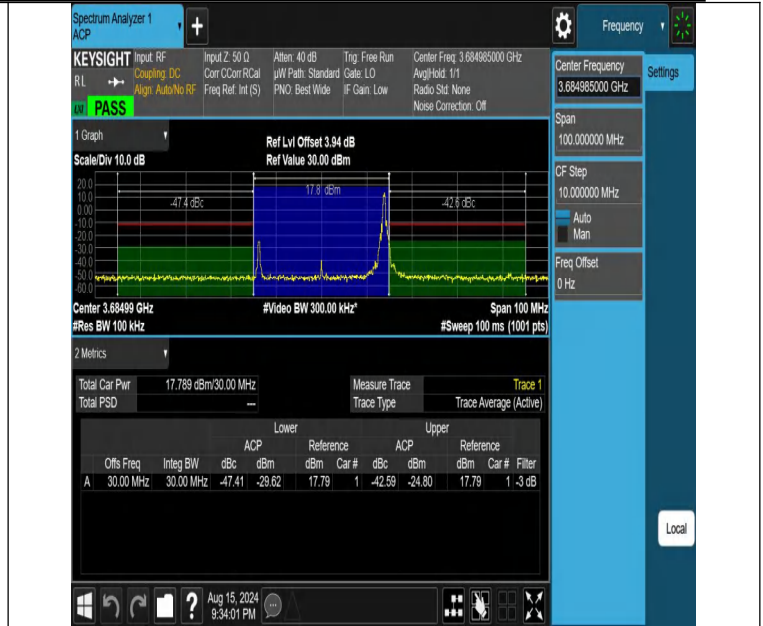 Spectrum Analyzer 1
ACP
+
Frequency
KEYSIGHT
RL
LXI
PASS
Input: RF
Coupling: DC
Align: Auto/No RF
Input Z: 50 Ω
Corr CCorr RCal
Freq Ref: Int (S)
Atten: 40 dB
µW Path: Standard
PNO: Best Wide
Trig: Free Run
Gate: LO
IF Gain: Low
Center Freq: 3.684985000 GHz
Avg|Hold: 1/1
Radio Std: None
Noise Correction: Off
Center Frequency
3.684985000 GHz
Settings
Span
100.000000 MHz
CF Step
10.000000 MHz
Auto
Man
Freq Offset
0 Hz
1 Graph
Scale/Div 10.0 dB
Ref Lvl Offset 3.94 dB
Ref Value 30.00 dBm
20.0
10.0
0.00
-10.0
-20.0
-30.0
-40.0
-50.0
-60.0
-47.4 dBc
17.8 dBm
-42.6 dBc
Center 3.68499 GHz
#Video BW 300.00 kHz*
Span 100 MHz
#Res BW 100 kHz
#Sweep 100 ms (1001 pts)
2 Metrics
Total Car Pwr 17.789 dBm/30.00 MHz
Total PSD ---
Measure Trace Trace 1
Trace Type Trace Average (Active)
Lower Upper
ACP Reference ACP Reference
Offs Freq Integ BW dBc dBm dBm Car # dBc dBm dBm Car # Filter
A 30.00 MHz 30.00 MHz -47.41 -29.62 17.79 1 -42.59 -24.80 17.79 1 -3 dB
Local
?
Aug 15, 2024
9:34:01 PM